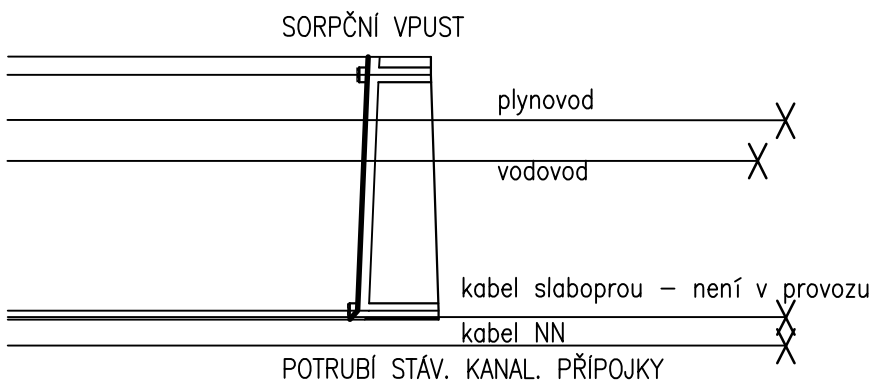 SORPČNÍ VPUST
plynovod
vodovod
kabel slaboprou – není v provozu
kabel NN
POTRUBÍ STÁV. KANAL. PŘÍPOJKY